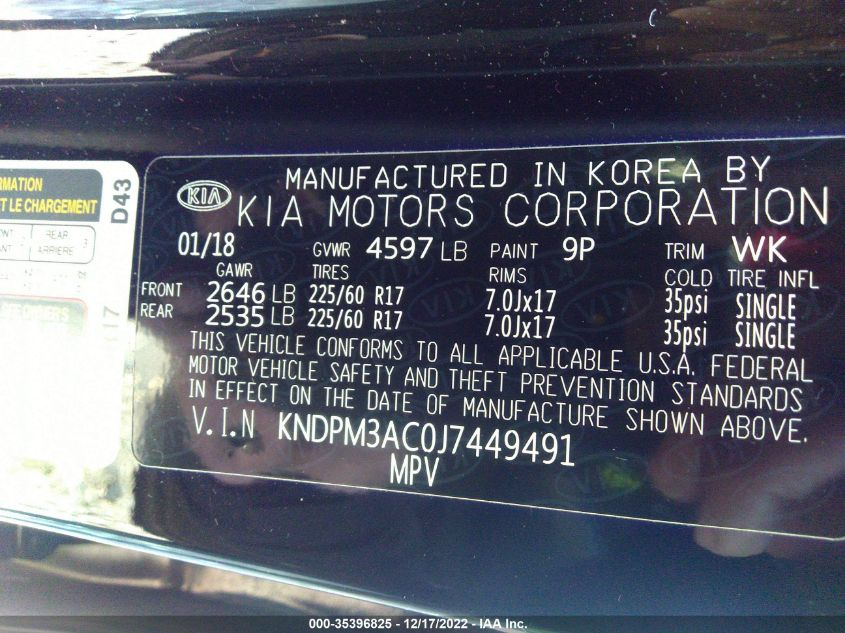 RMATION
ET LE CHARGEMENT
D43
REAR
ARRIÈRE
3
KIA
MANUFACTURED IN KOREA BY
KIA MOTORS CORPORATION
01/18 GVWR 4597 LB PAINT 9P TRIM WK
GAWR TIRES RIMS COLD TIRE INFL
FRONT 2646 LB 225/60 R17 7.0Jx17 35psi SINGLE
REAR 2535 LB 225/60 R17 7.0Jx17 35psi SINGLE
THIS VEHICLE CONFORMS TO ALL APPLICABLE U.S.A. FEDERAL
MOTOR VEHICLE SAFETY AND THEFT PREVENTION STANDARDS
IN EFFECT ON THE DATE OF MANUFACTURE SHOWN ABOVE.
V.I.N KNDPM3AC0J7449491
MPV
000-35396825 - 12/17/2022 - IAA Inc.